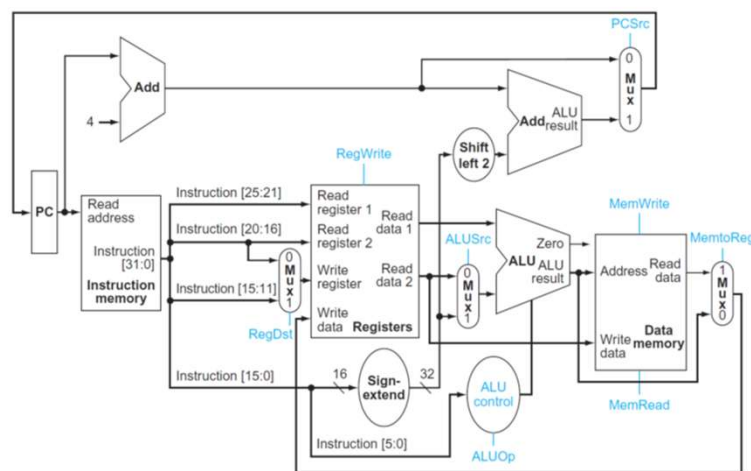 PCSrc
0
Mux
1
Add
4
Add
ALU
result
Shift
left 2
RegWrite
PC
Read
address
Instruction
[31:0]
Instruction
memory
Instruction [25:21]
Instruction [20:16]
Instruction [15:11]
Instruction [15:0]
0
Mux
1
RegDst
Read
register 1
Read
register 2
Write
register
Write
data
Read
data 1
Read
data 2
Registers
ALUSrc
0
Mux
1
Zero
ALU
ALU
result
MemWrite
Address
Read
data
Write
data
Data
memory
MemRead
MemtoReg
1
Mux
0
16
Sign-
extend
32
ALU
control
Instruction [5:0]
ALUOp